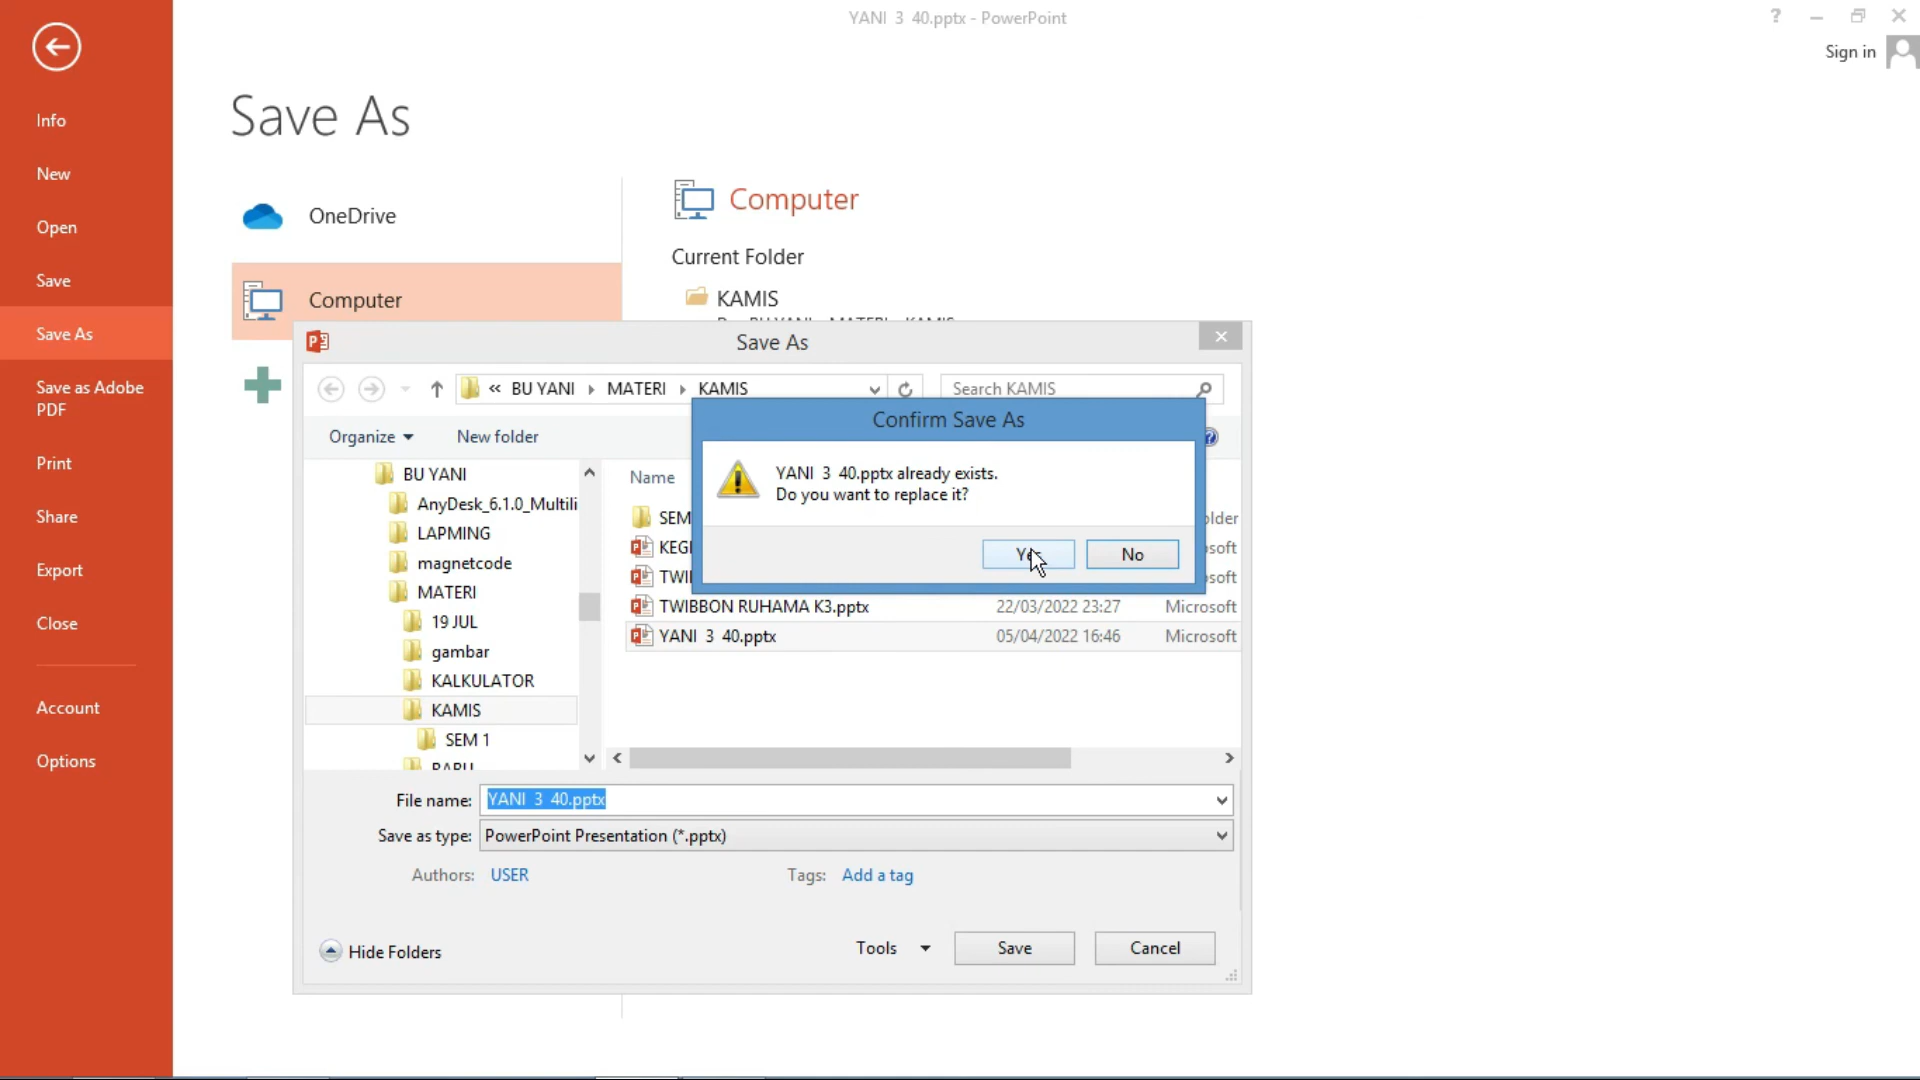 YANI  3  40.pptx - PowerPoint
Sign in
Info
New
Open
Save
Save As
Save as Adobe
PDF
Print
Share
Export
Close
Account
Options
Save As
OneDrive
Computer
Computer
Current Folder
KAMIS
Save As
« BU YANI
MATERI
KAMIS
Search KAMIS
Organize
New folder
BU YANI
AnyDesk_6.1.0_Multili
LAPMING
magnetcode
MATERI
19 JUL
gambar
KALKULATOR
KAMIS
SEM 1
Name
TWIBBON RUHAMA K3.pptx 22/03/2022 23:27 Microsoft
YANI  3  40.pptx 05/04/2022 16:46 Microsoft
Confirm Save As
YANI  3  40.pptx already exists.
Do you want to replace it?
No
File name: YANI  3  40.pptx
Save as type: PowerPoint Presentation (*.pptx)
Authors: USER
Tags: Add a tag
Hide Folders
Tools
Save
Cancel